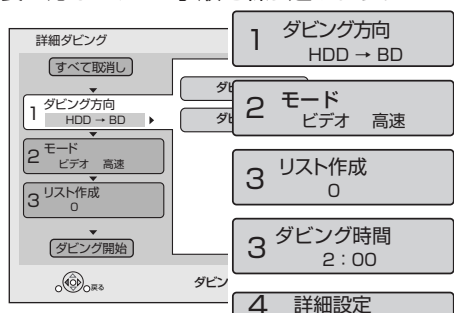 詳細ダビング
すべて取消し
1 ダビング方向
HDD → BD
2 モード
ビデオ 高速
3 リスト作成
0
ダビング開始
戻る
ダビン
1 ダビング方向
HDD → BD
2 モード
ビデオ 高速
3 リスト作成
0
3 ダビング時間
2:00
4 詳細設定